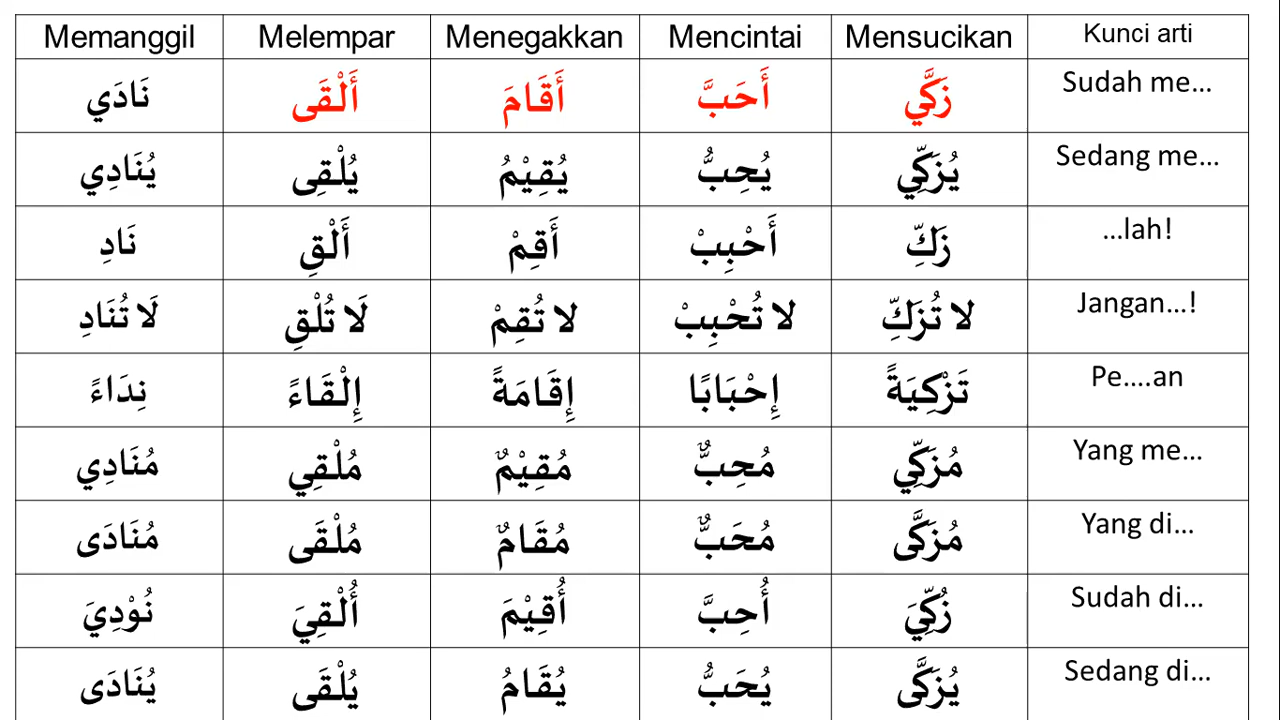 Memanggil Melempar Menegakkan Mencintai Mensucikan Kunci arti
نَادَي أَلْقَى أَقَامَ أَحَبَّ زَكَّي Sudah me...
يُنَادِي يُلْقِى يُقِيْمُ يُحِبُّ يُزَكِّي Sedang me...
نَادِ أَلْقِ أَقِمْ أَحْبِبْ زَكِّ ...lah!
لَا تُنَادِ لَا تُلْقِ لا تُقِمْ لا تُحْبِبْ لا تُزَكِّ Jangan...!
نِدَاءً إِلْقَاءً إِقَامَةً إِحْبَابًا تَزْكِيَةً Pe....an
مُنَادِي مُلْقِي مُقِيْمٌ مُحِبٌّ مُزَكِّي Yang me...
مُنَادَى مُلْقَى مُقَامٌ مُحَبٌّ مُزَكَّى Yang di...
نُوْدِيَ أُلْقِيَ أُقِيْمَ أُحِبَّ زُكِّيَ Sudah di...
يُنَادَى يُلْقَى يُقَامُ يُحَبُّ يُزَكَّى Sedang di...